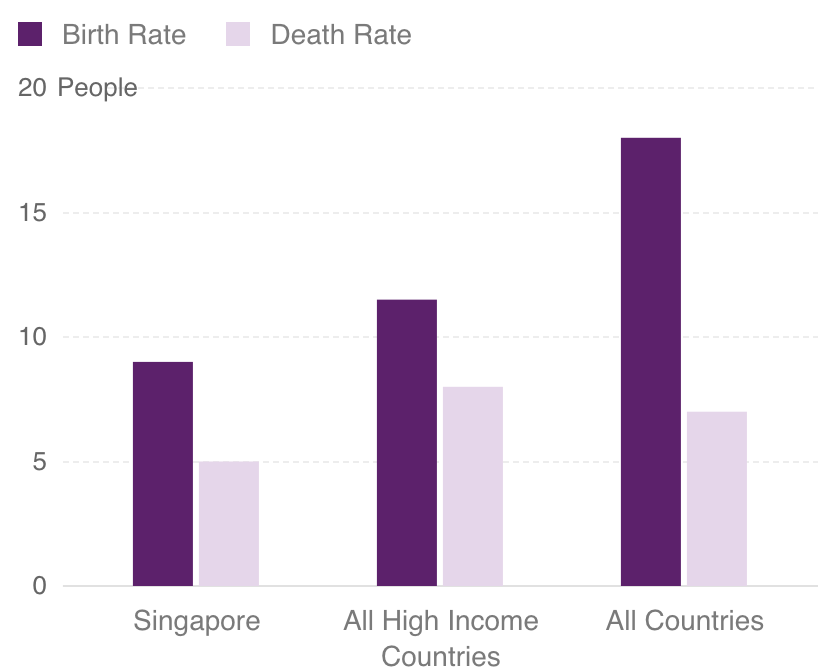 Birth Rate Death Rate
20 People
15
10
5
0
Singapore All High Income All Countries
Countries